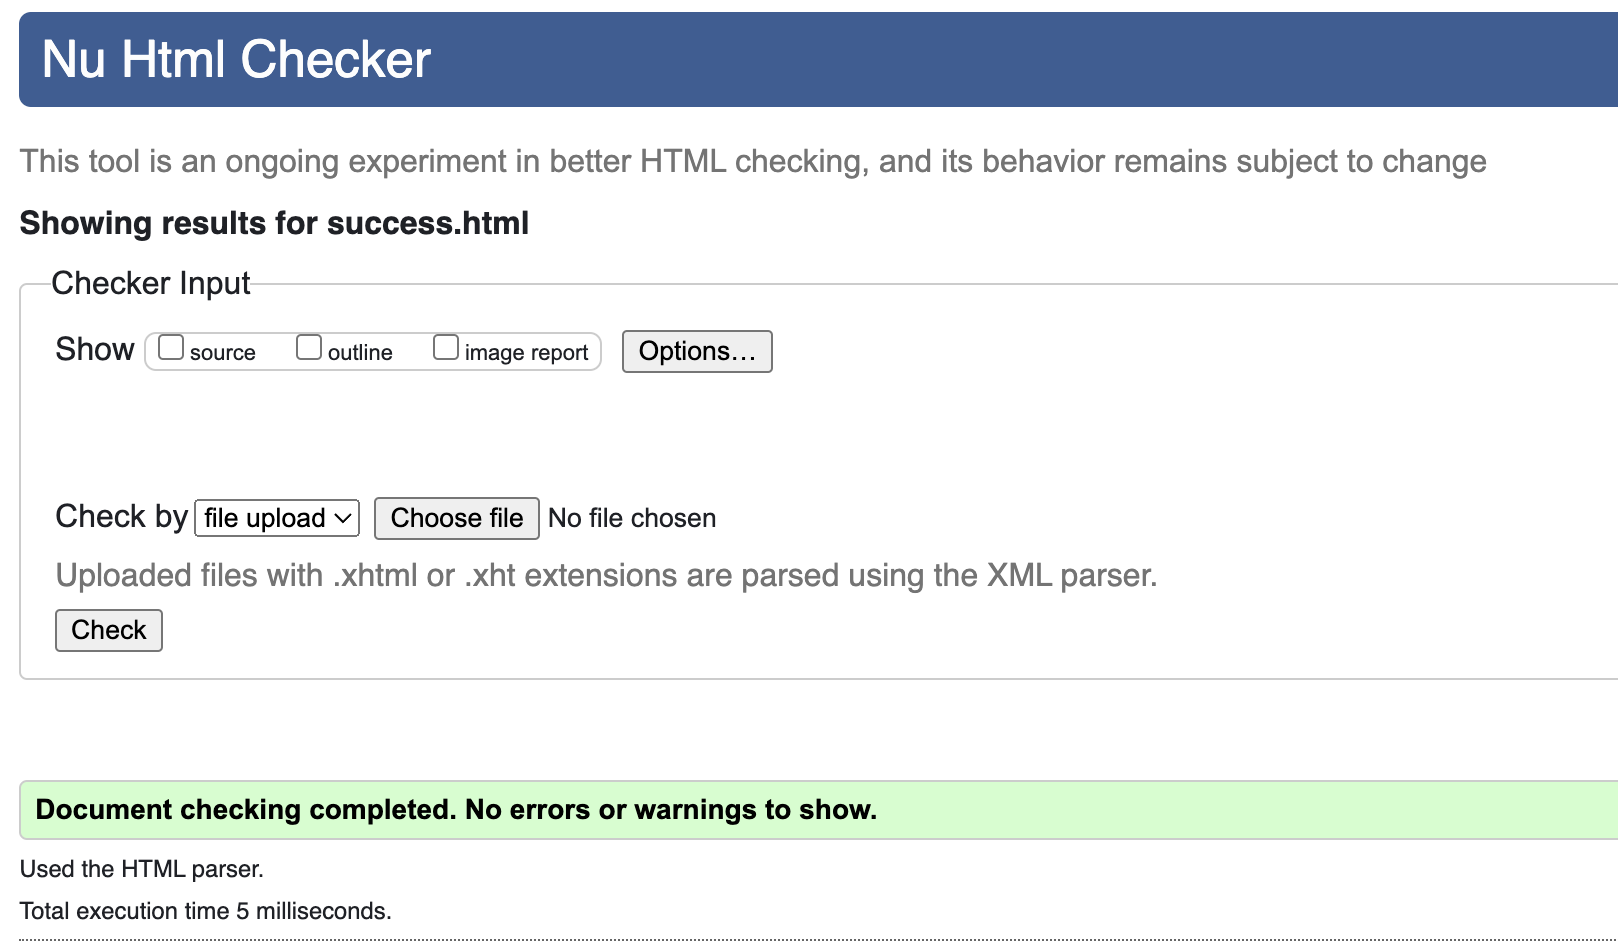 Nu Html Checker
This tool is an ongoing experiment in better HTML checking, and its behavior remains subject to change
Showing results for success.html
Checker Input
Show source outline image report Options…
Check by file upload Choose file No file chosen
Uploaded files with .xhtml or .xht extensions are parsed using the XML parser.
Check
Document checking completed. No errors or warnings to show.
Used the HTML parser.
Total execution time 5 milliseconds.